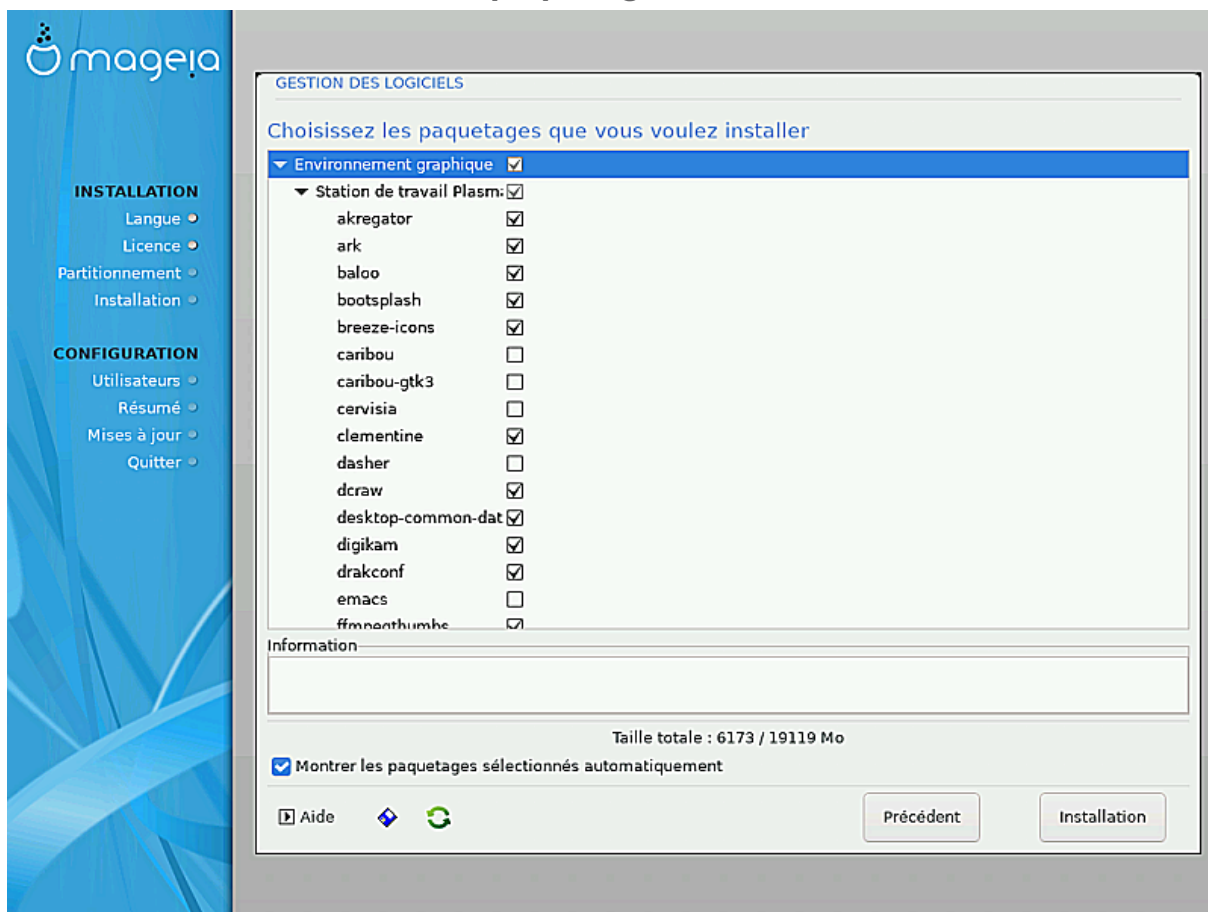 mageia
INSTALLATION
Langue
Licence
Partitionnement
Installation
CONFIGURATION
Utilisateurs
Résumé
Mises à jour
Quitter
GESTION DES LOGICIELS
Choisissez les paquetages que vous voulez installer
Environnement graphique
Station de travail Plasm
akregator
ark
baloo
bootsplash
breeze-icons
caribou
caribou-gtk3
cervisia
clementine
dasher
dcraw
desktop-common-dat
digikam
drakconf
emacs
ffmpegthumbs
Information
Taille totale : 6173 / 19119 Mo
Montrer les paquetages sélectionnés automatiquement
Aide
Précédent
Installation